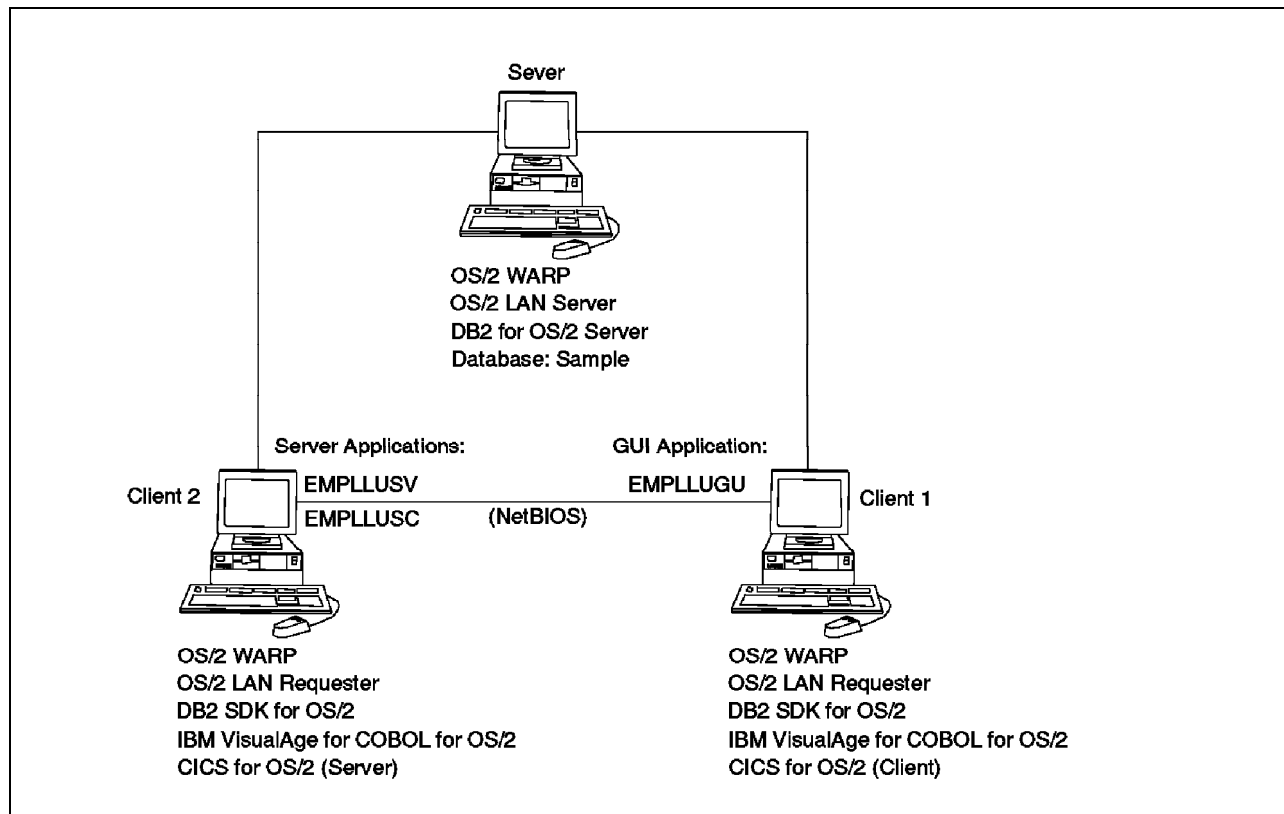 Sever
OS/2 WARP
OS/2 LAN Server
DB2 for OS/2 Server
Database: Sample
Server Applications:
GUI Application:
Client 2
EMPLLUSV
EMPLLUGU
Client 1
EMPLLUSC
(NetBIOS)
OS/2 WARP
OS/2 LAN Requester
DB2 SDK for OS/2
IBM VisualAge for COBOL for OS/2
CICS for OS/2 (Server)
OS/2 WARP
OS/2 LAN Requester
DB2 SDK for OS/2
IBM VisualAge for COBOL for OS/2
CICS for OS/2 (Client)